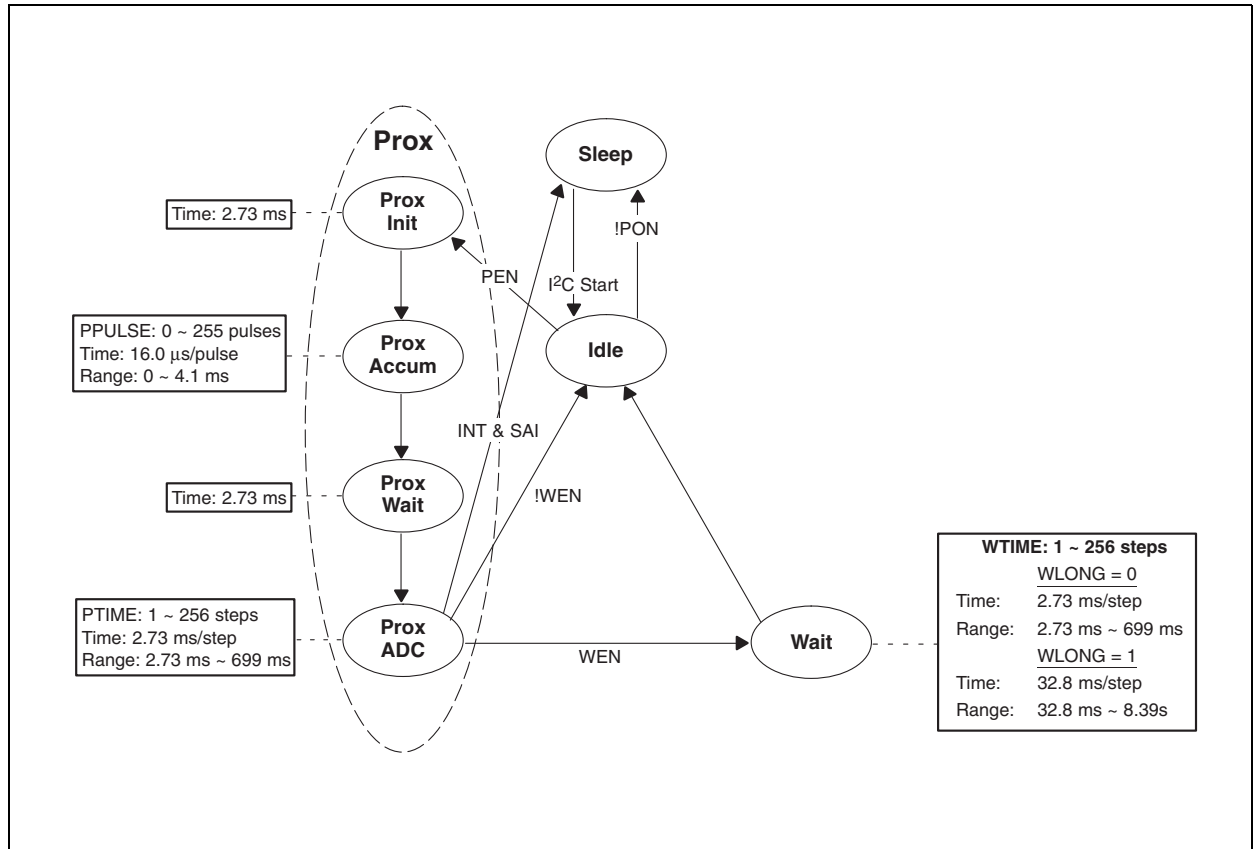 Prox
Sleep
Prox
Init
Time: 2.73 ms
!PON
PEN
I²C Start
PPULSE: 0 ~ 255 pulses
Time: 16.0 μs/pulse
Range: 0 ~ 4.1 ms
Prox
Accum
Idle
INT & SAI
Prox
Wait
Time: 2.73 ms
!WEN
PTIME: 1 ~ 256 steps
Time: 2.73 ms/step
Range: 2.73 ms ~ 699 ms
Prox
ADC
WEN
Wait
WTIME: 1 ~ 256 steps
WLONG = 0
Time: 2.73 ms/step
Range: 2.73 ms ~ 699 ms
WLONG = 1
Time: 32.8 ms/step
Range: 32.8 ms ~ 8.39s